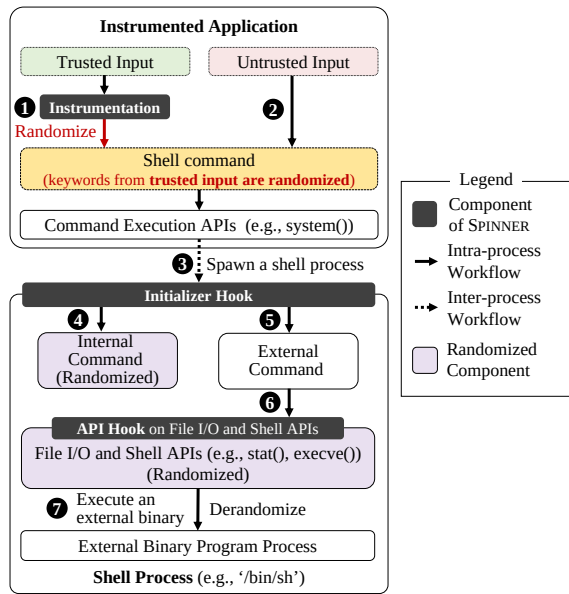 Instrumented Application
Trusted Input
Untrusted Input
1
Instrumentation
2
Randomize
Shell command
(keywords from trusted input are randomized)
Command Execution APIs (e.g., system())
3
Spawn a shell process
Initializer Hook
4
5
Internal
Command
(Randomized)
External
Command
6
API Hook on File I/O and Shell APIs
File I/O and Shell APIs (e.g., stat(), execve())
(Randomized)
7
Execute an
external binary
Derandomize
External Binary Program Process
Shell Process (e.g., ‘/bin/sh’)
Legend
Component
of SPINNER
Intra-process
Workflow
Inter-process
Workflow
Randomized
Component